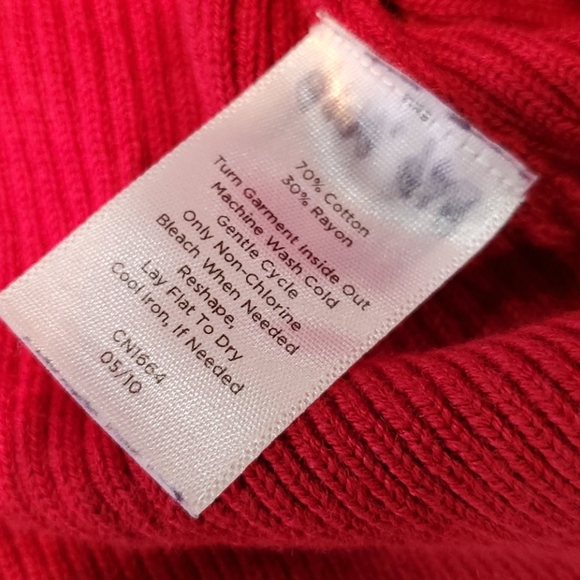 70% Cotton
30% Rayon
Turn Garment Inside Out
Machine Wash Cold
Gentle Cycle
Only Non-Chlorine
Bleach When Needed
Reshape,
Lay Flat To Dry
Cool Iron, If Needed
CN1664
05/10